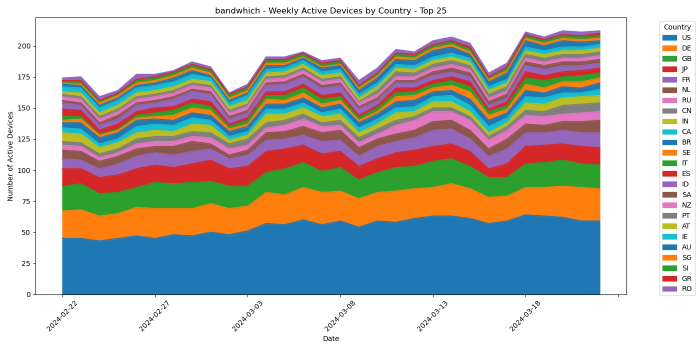 bandwhich - Weekly Active Devices by Country - Top 25
Number of Active Devices
200
175
150
125
100
75
50
25
0
2024-02-22
2024-02-27
2024-03-03
2024-03-08
2024-03-13
2024-03-18
Date
Country
US
DE
GB
JP
FR
NL
RU
CN
IN
CA
BR
SE
IT
ES
ID
SA
NZ
PT
AT
IE
AU
SG
SI
GR
RO